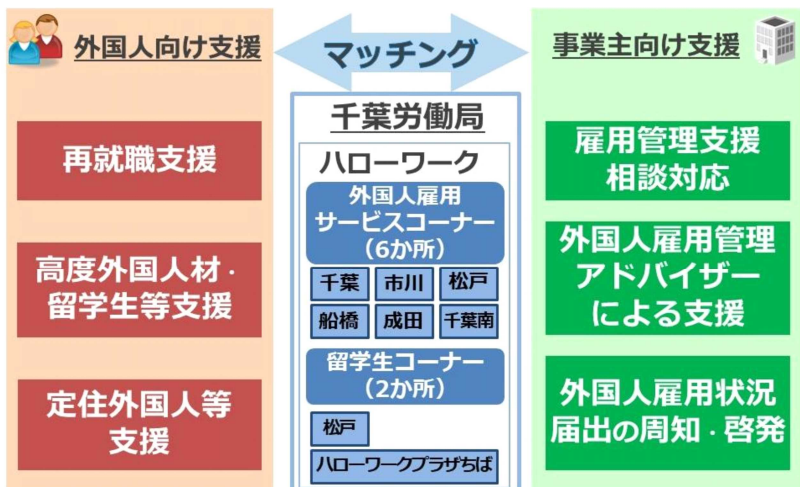 外国人向け支援
マッチング
事業主向け支援
再就職支援
高度外国人材・
留学生等支援
定住外国人等
支援
千葉労働局
ハローワーク
外国人雇用
サービスコーナー
（6か所）
千葉 市川 松戸
船橋 成田 千葉南
留学生コーナー
（2か所）
松戸
ハローワークプラザちば
雇用管理支援
相談対応
外国人雇用管理
アドバイザー
による支援
外国人雇用状況
届出の周知・啓発